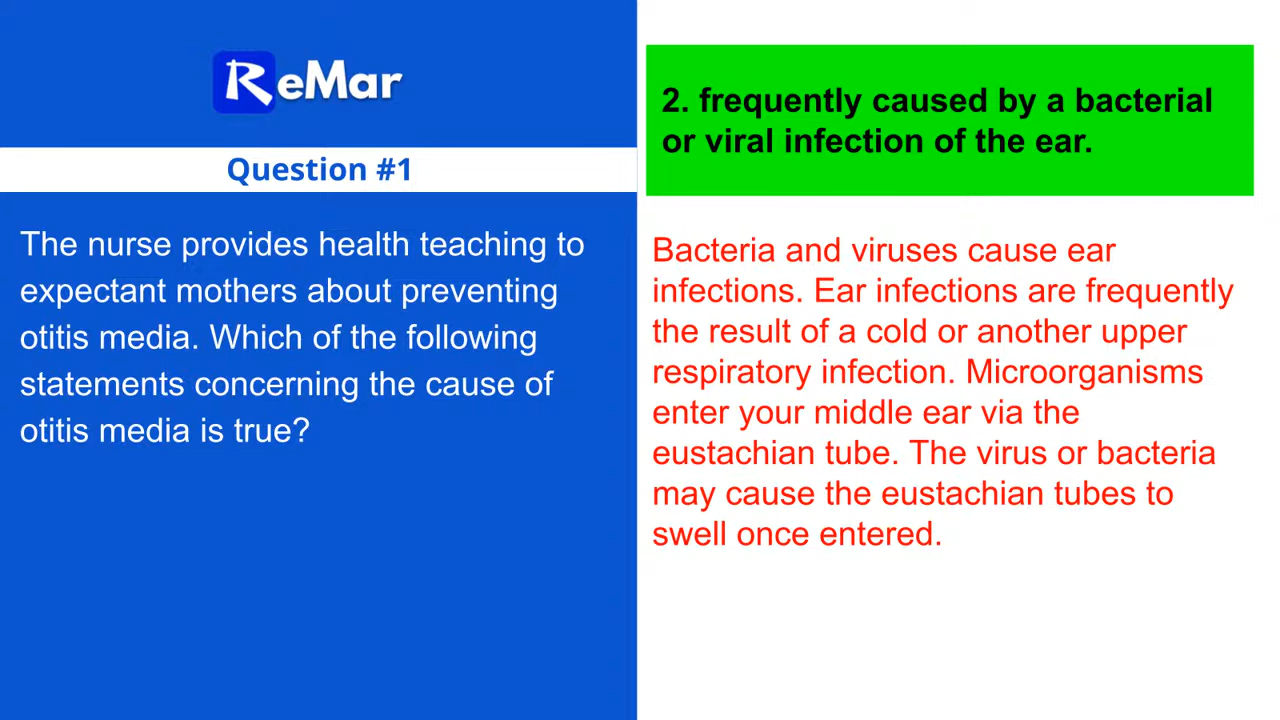 ReMar
Question #1
The nurse provides health teaching to
expectant mothers about preventing
otitis media. Which of the following
statements concerning the cause of
otitis media is true?
2. frequently caused by a bacterial
or viral infection of the ear.
Bacteria and viruses cause ear
infections. Ear infections are frequently
the result of a cold or another upper
respiratory infection. Microorganisms
enter your middle ear via the
eustachian tube. The virus or bacteria
may cause the eustachian tubes to
swell once entered.